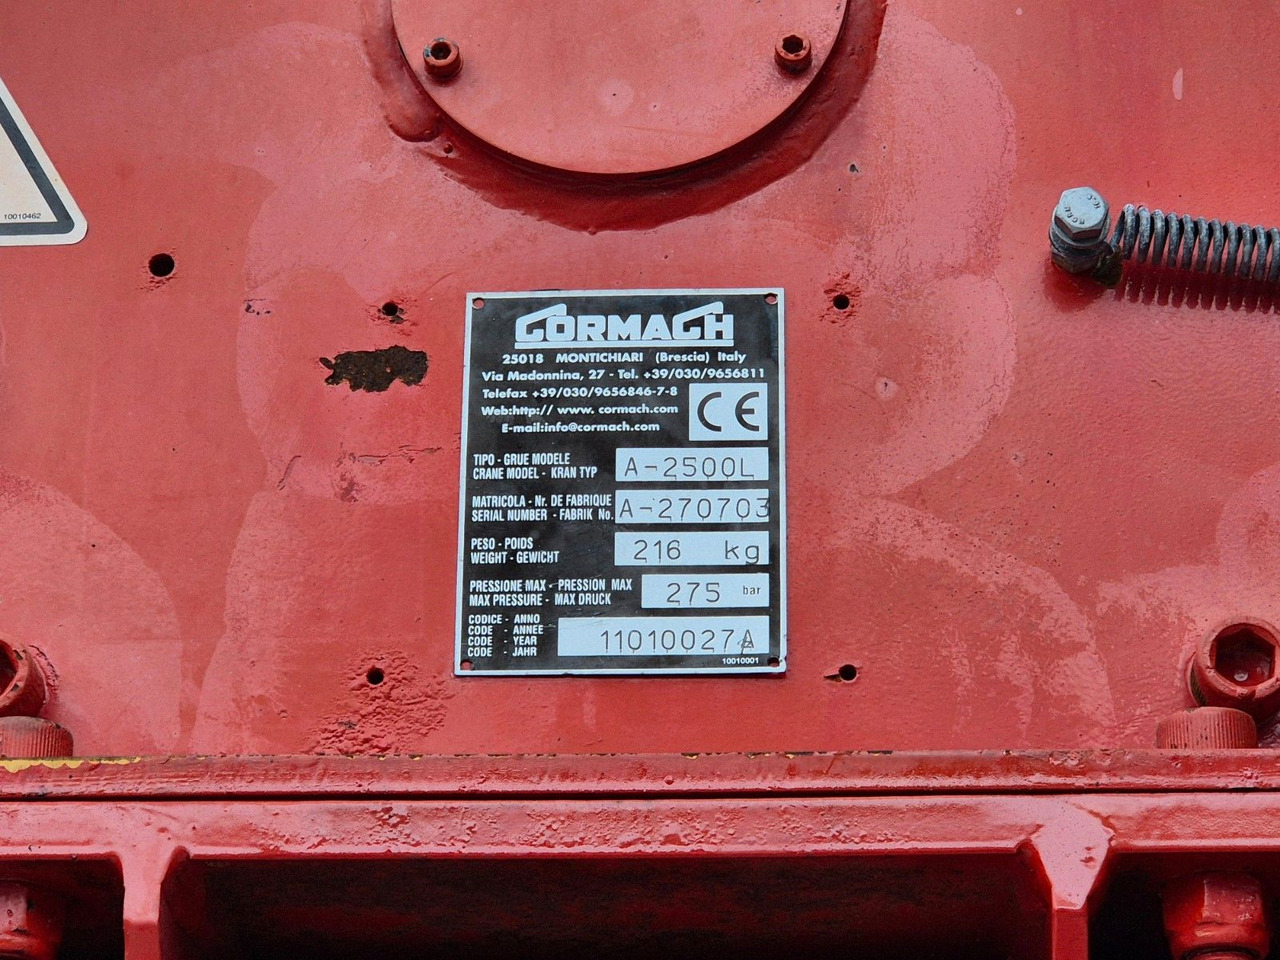 10010462
CORMACH
25018 MONTICHIARI (Brescia) Italy
Via Madonnina, 27 - Tel. +39/030/9656811
Telefax +39/030/9656846-7-8
Web:http:// www. cormach.com
E-mail:info@cormach.com
CE
TIPO - GRUE MODELE
CRANE MODEL - KRAN TYP
A-2500L
MATRICOLA - Nr. DE FABRIQUE
SERIAL NUMBER - FABRIK No.
A-270703
PESO - POIDS
WEIGHT - GEWICHT
216 kg
PRESSIONE MAX - PRESSION MAX
MAX PRESSURE - MAX DRUCK
275 bar
CODICE - ANNO
CODE - ANNEE
CODE - YEAR
CODE - JAHR
11010027A
10010001